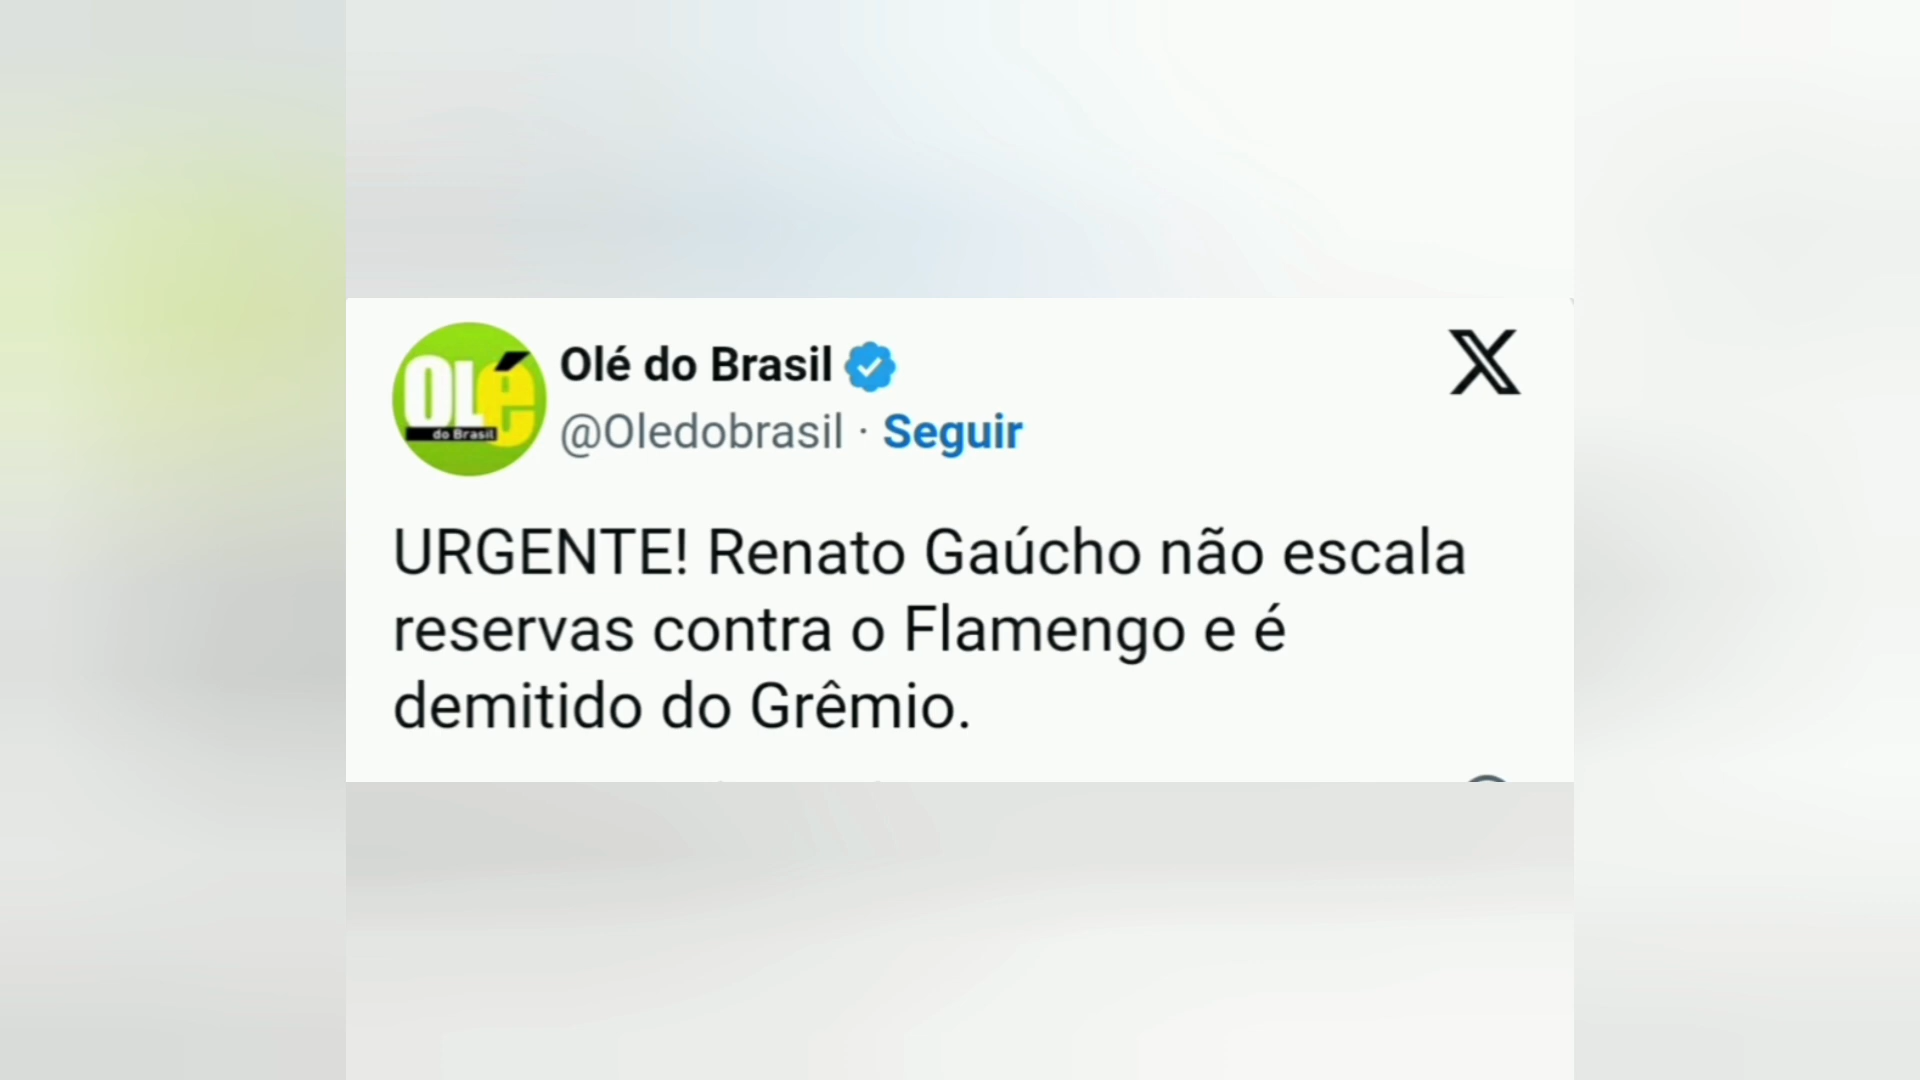 OLé
do Brasil
Olé do Brasil
@Oledobrasil · Seguir
URGENTE! Renato Gaúcho não escala
reservas contra o Flamengo e é
demitido do Grêmio.